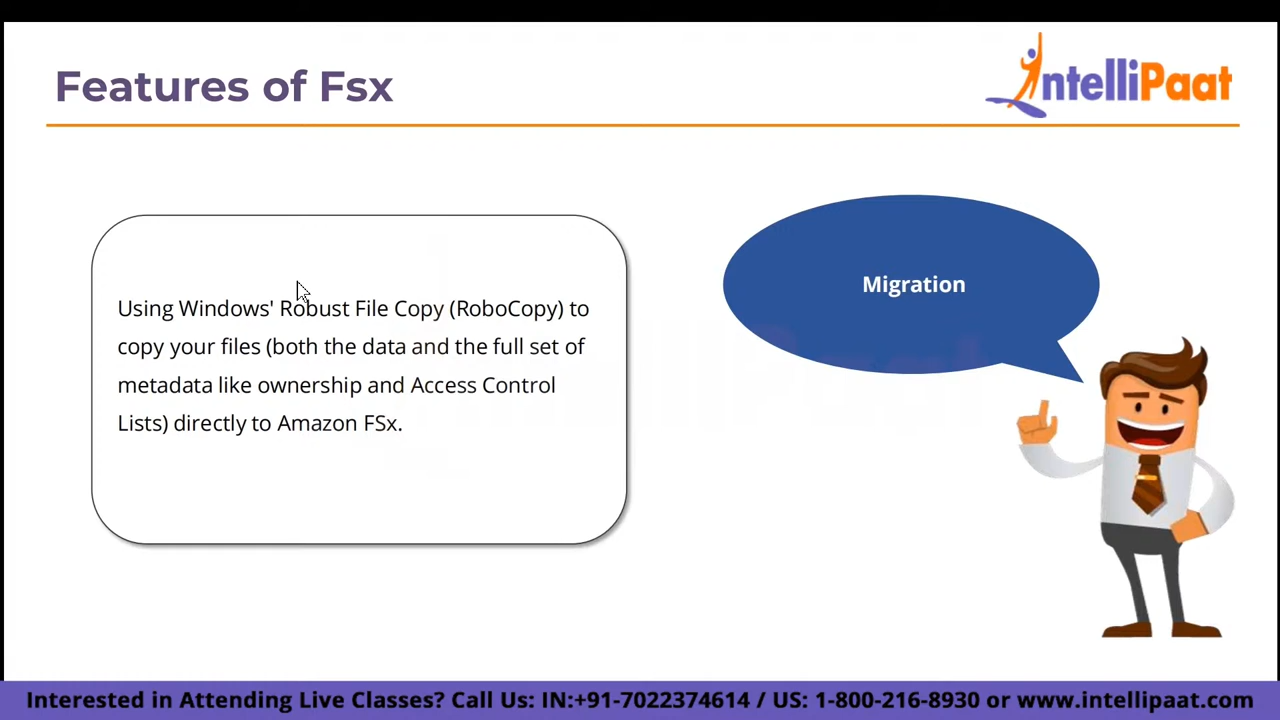 Features of Fsx
IntelliPaat
Using Windows' Robust File Copy (RoboCopy) to
copy your files (both the data and the full set of
metadata like ownership and Access Control
Lists) directly to Amazon FSx.
Migration
Interested in Attending Live Classes? Call Us: IN:+91-7022374614 / US: 1-800-216-8930 or www.intellipaat.com